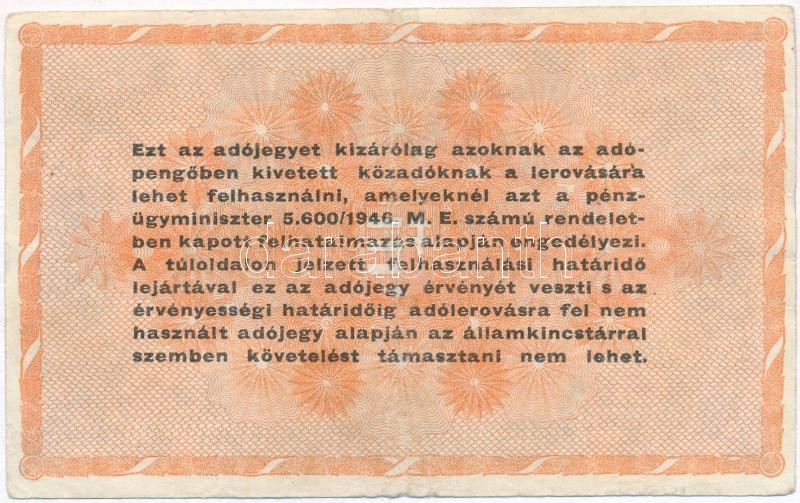 Ezt az adójegyet kizárólag azoknak az adó-
pengőben kivetett közadóknak a lerovására
lehet felhasználni, amelyeknél azt a pénz-
ügyminiszter 5.600/1946. M. E. számú rendelet-
ben kapott felhatalmazás alapján engedélyezi.
A túloldalon jelzett felhasználási határidő
lejártával ez az adójegy érvényét veszti s az
érvényességi határidőig adólerovásra fel nem
használt adójegy alapján az államkincstárral
szemben követelést támasztani nem lehet.
darabanth